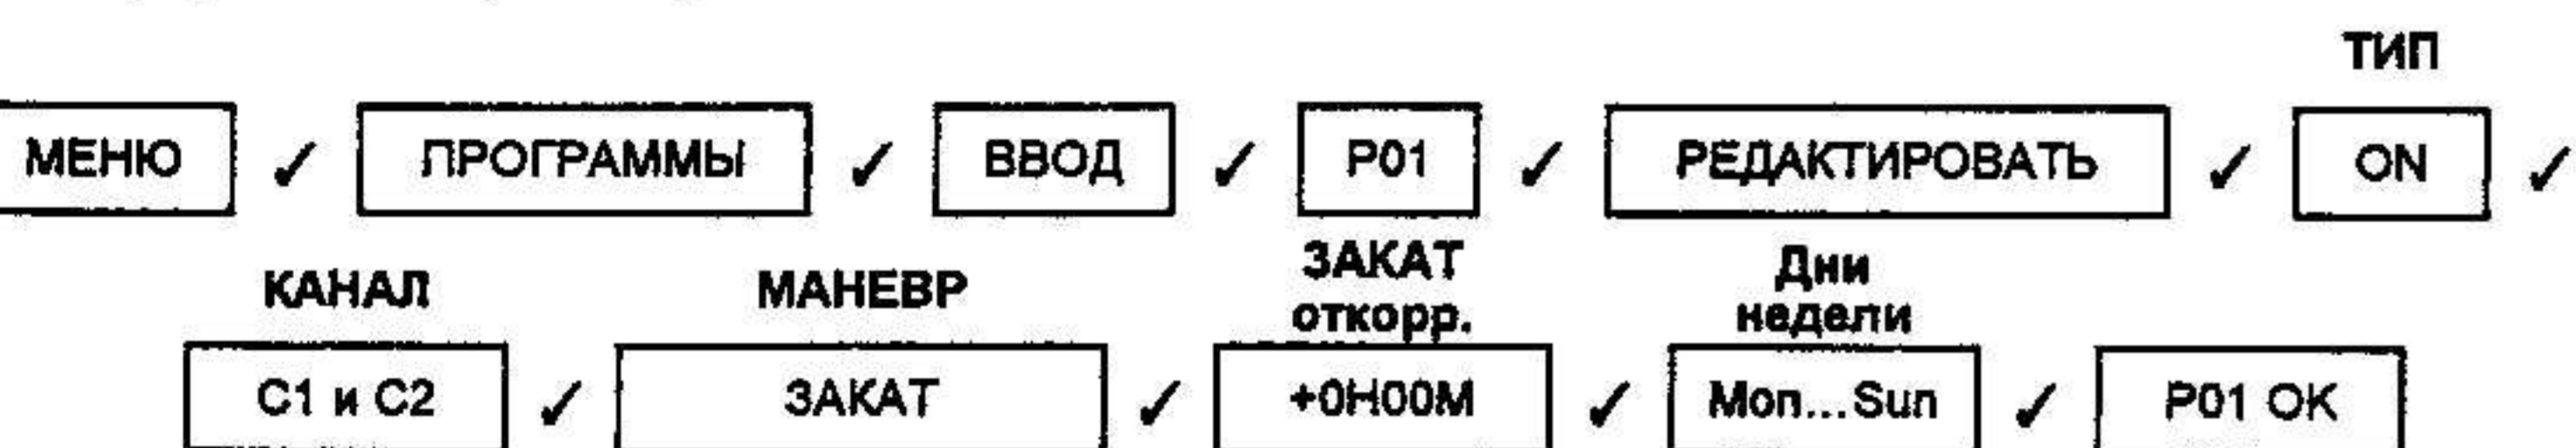 ТИП
МЕНЮ ✓ ПРОГРАММЫ ✓ ВВОД ✓ P01 ✓ РЕДАКТИРОВАТЬ ✓ ON ✓
КАНАЛ МАНЕВР ЗАКАТ откорр. Дни недели
C1 и C2 ✓ ЗАКАТ ✓ +0H00M ✓ Mon...Sun ✓ P01 OK